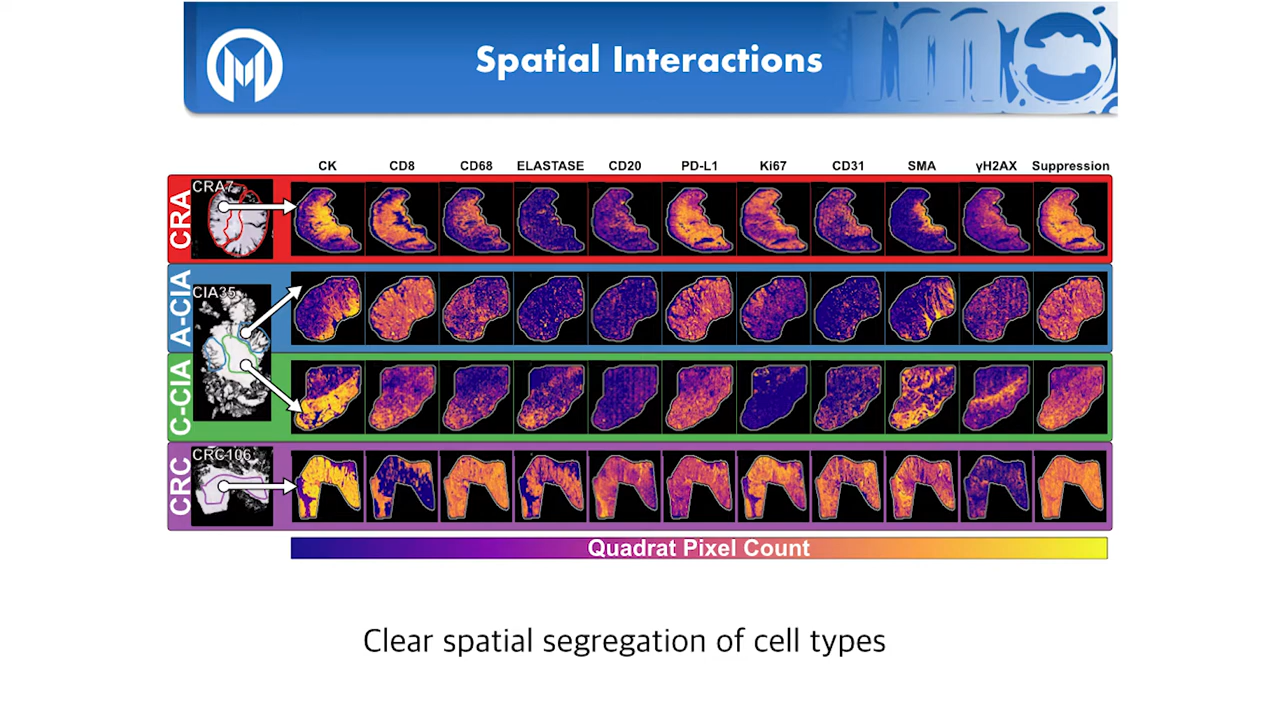 Spatial Interactions
CK CD8 CD68 ELASTASE CD20 PD-L1 Ki67 CD31 SMA γH2AX Suppression
CRA
CRA7
A-CIA
CIA35
C-CIA
CRC
CRC106
Quadrat Pixel Count
Clear spatial segregation of cell types